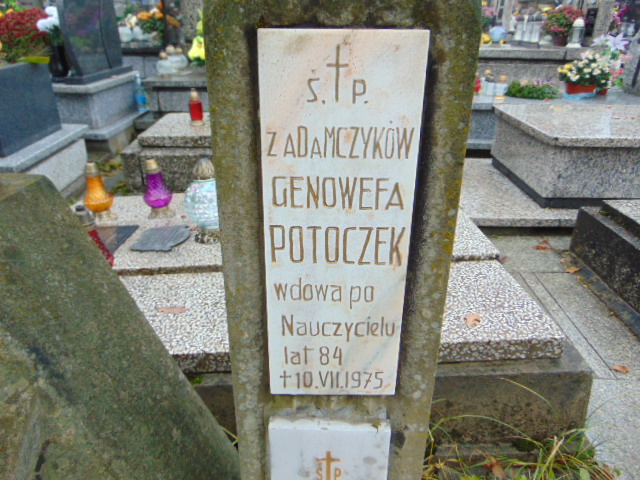 Ś.†P.
Z ADAMCZYKÓW
GENOWEFA
POTOCZEK
wdowa po
Nauczycielu
lat 84
†10.VII.1975
Ś†P